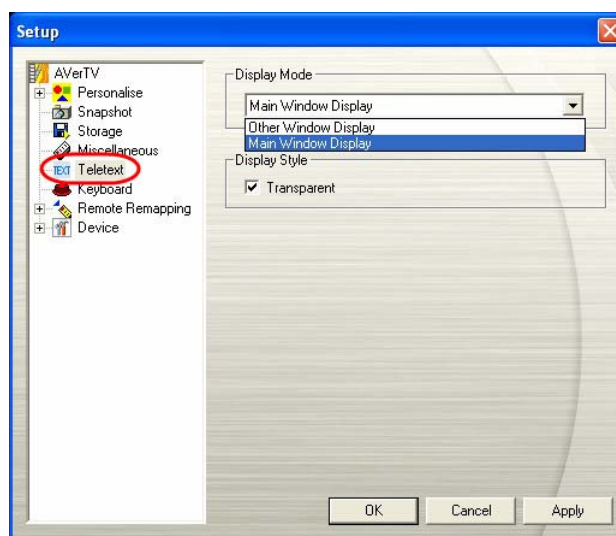 Setup
AVerTV
Personalise
Snapshot
Storage
Miscellaneous
TEXT Teletext
Keyboard
Remote Remapping
Device
Display Mode
Main Window Display
Other Window Display
Main Window Display
Display Style
Transparent
OK Cancel Apply